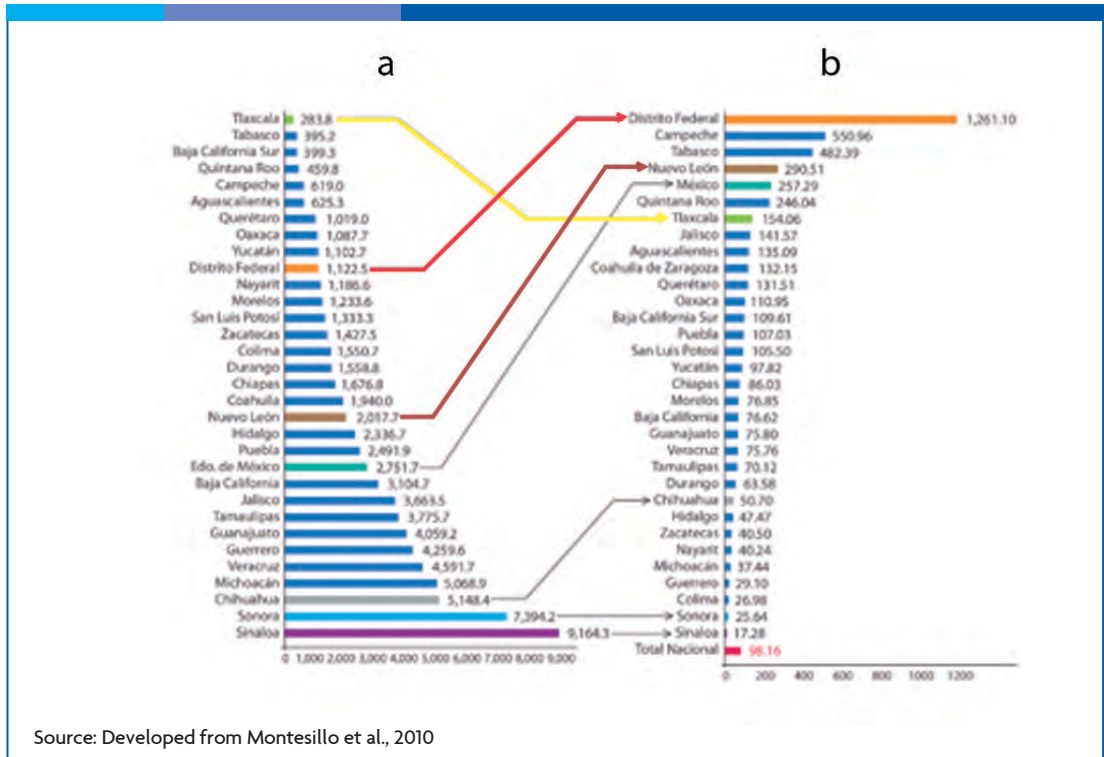 a
Tlaxcala 283.8
Tabasco 395.2
Baja California Sur 399.3
Quintana Roo 459.8
Campeche 619.0
Aguascalientes 625.3
Querétaro 1,019.0
Oaxaca 1,087.7
Yucatán 1,102.7
Distrito Federal 1,122.5
Nayarit 1,186.6
Morelos 1,233.6
San Luis Potosí 1,333.3
Zacatecas 1,427.5
Colima 1,550.7
Durango 1,558.8
Chiapas 1,676.8
Coahuila 1,940.0
Nuevo León 2,017.7
Hidalgo 2,336.7
Puebla 2,491.9
Edo. de México 2,751.7
Baja California 3,104.7
Jalisco 3,663.5
Tamaulipas 3,775.7
Guanajuato 4,059.2
Guerrero 4,259.6
Veracruz 4,591.7
Michoacán 5,068.9
Chihuahua 5,148.4
Sonora 7,394.2
Sinaloa 9,164.3
0 1,000 2,000 3,000 4,000 5,000 6,000 7,000 8,000 9,000
b
Distrito Federal 1,261.10
Campeche 550.96
Tabasco 482.39
Nuevo León 290.51
México 257.29
Quintana Roo 246.04
Tlaxcala 154.06
Jalisco 141.57
Aguascalientes 135.09
Coahuila de Zaragoza 132.15
Querétaro 131.51
Oaxaca 110.95
Baja California Sur 109.61
Puebla 107.03
San Luis Potosí 105.50
Yucatán 97.82
Chiapas 86.03
Morelos 76.85
Baja California 76.62
Guanajuato 75.80
Veracruz 75.76
Tamaulipas 70.12
Durango 63.58
Chihuahua 50.70
Hidalgo 47.47
Zacatecas 40.50
Nayarit 40.24
Michoacán 37.44
Guerrero 29.10
Colima 26.98
Sonora 25.64
Sinaloa 17.28
Total Nacional 98.16
0 200 400 600 800 1000 1200
Source: Developed from Montesillo et al., 2010